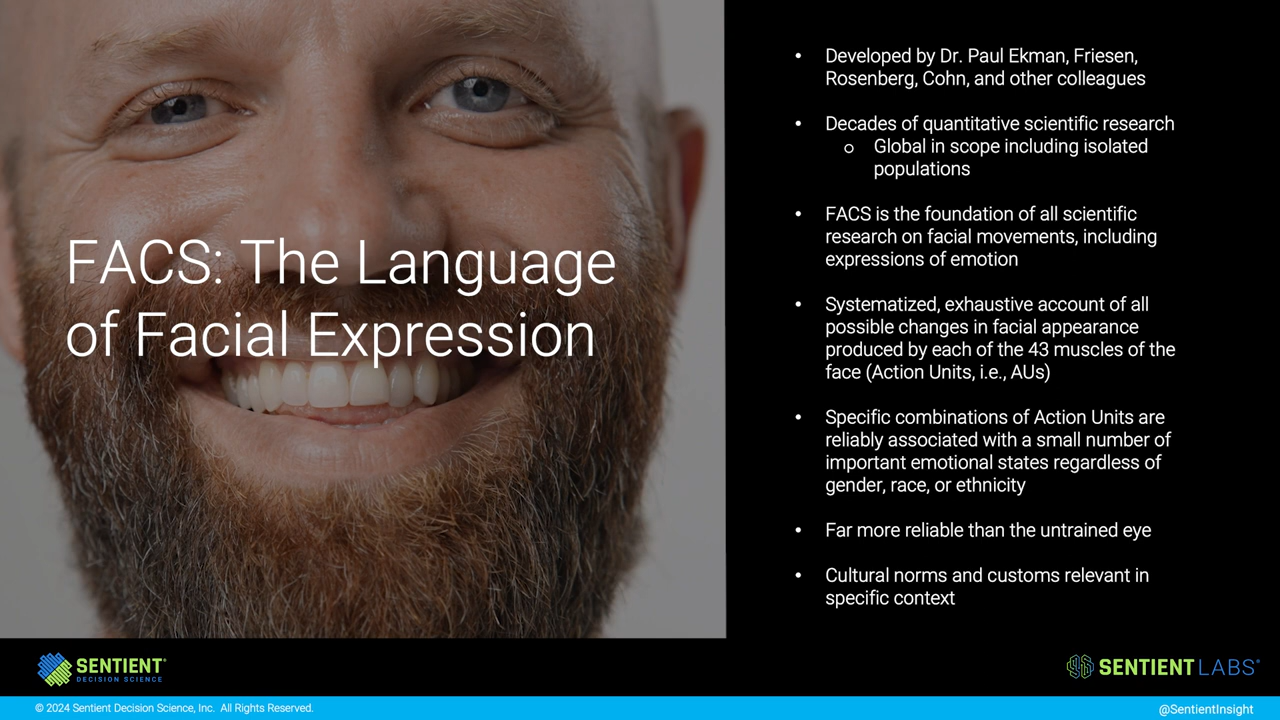 FACS: The Language
of Facial Expression
• Developed by Dr. Paul Ekman, Friesen,
Rosenberg, Cohn, and other colleagues
• Decades of quantitative scientific research
o Global in scope including isolated
populations
• FACS is the foundation of all scientific
research on facial movements, including
expressions of emotion
• Systematized, exhaustive account of all
possible changes in facial appearance
produced by each of the 43 muscles of the
face (Action Units, i.e., AUs)
• Specific combinations of Action Units are
reliably associated with a small number of
important emotional states regardless of
gender, race, or ethnicity
• Far more reliable than the untrained eye
• Cultural norms and customs relevant in
specific context
SENTIENT®
DECISION SCIENCE
SENTIENT LABS®
© 2024 Sentient Decision Science, Inc. All Rights Reserved.
@SentientInsight